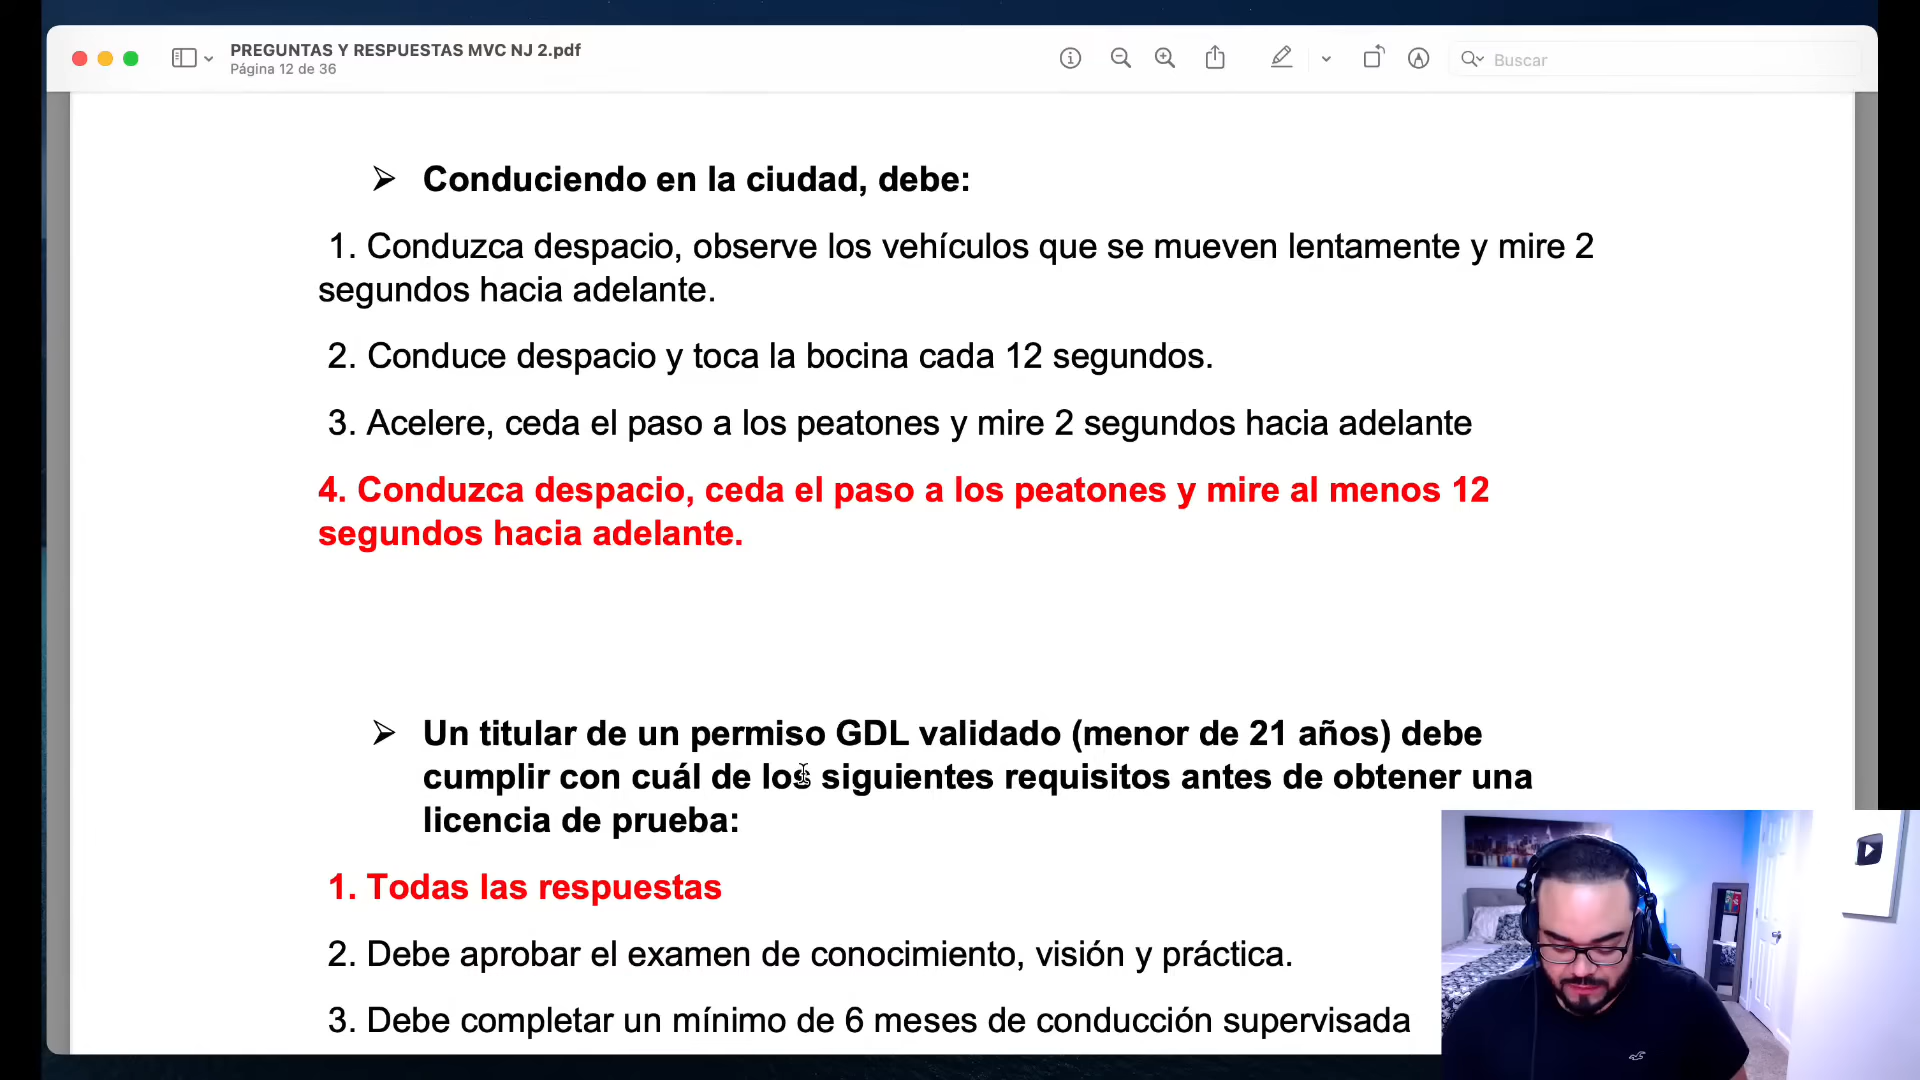 PREGUNTAS Y RESPUESTAS MVC NJ 2.pdf
Página 12 de 36
Buscar
➢ Conduciendo en la ciudad, debe:
1. Conduzca despacio, observe los vehículos que se mueven lentamente y mire 2
segundos hacia adelante.
2. Conduce despacio y toca la bocina cada 12 segundos.
3. Acelere, ceda el paso a los peatones y mire 2 segundos hacia adelante
4. Conduzca despacio, ceda el paso a los peatones y mire al menos 12
segundos hacia adelante.
➢ Un titular de un permiso GDL validado (menor de 21 años) debe
cumplir con cuál de los siguientes requisitos antes de obtener una
licencia de prueba:
1. Todas las respuestas
2. Debe aprobar el examen de conocimiento, visión y práctica.
3. Debe completar un mínimo de 6 meses de conducción supervisada